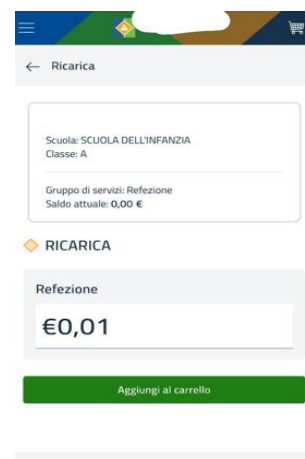 Ricarica
Scuola: SCUOLA DELL'INFANZIA
Classe: A
Gruppo di servizi: Refezione
Saldo attuale: 0,00 €
RICARICA
Refezione
€0,01
Aggiungi al carrello